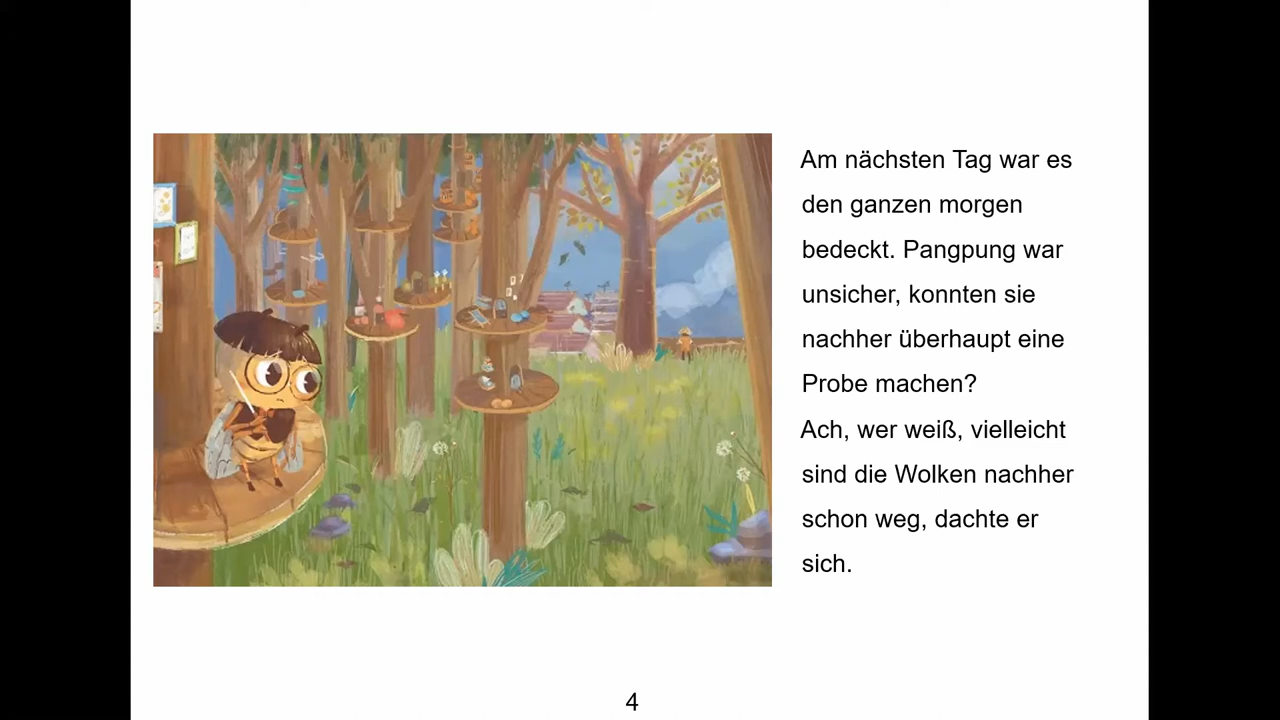 Am nächsten Tag war es
den ganzen morgen
bedeckt. Pangpung war
unsicher, konnten sie
nachher überhaupt eine
Probe machen?
Ach, wer weiß, vielleicht
sind die Wolken nachher
schon weg, dachte er
sich.
4